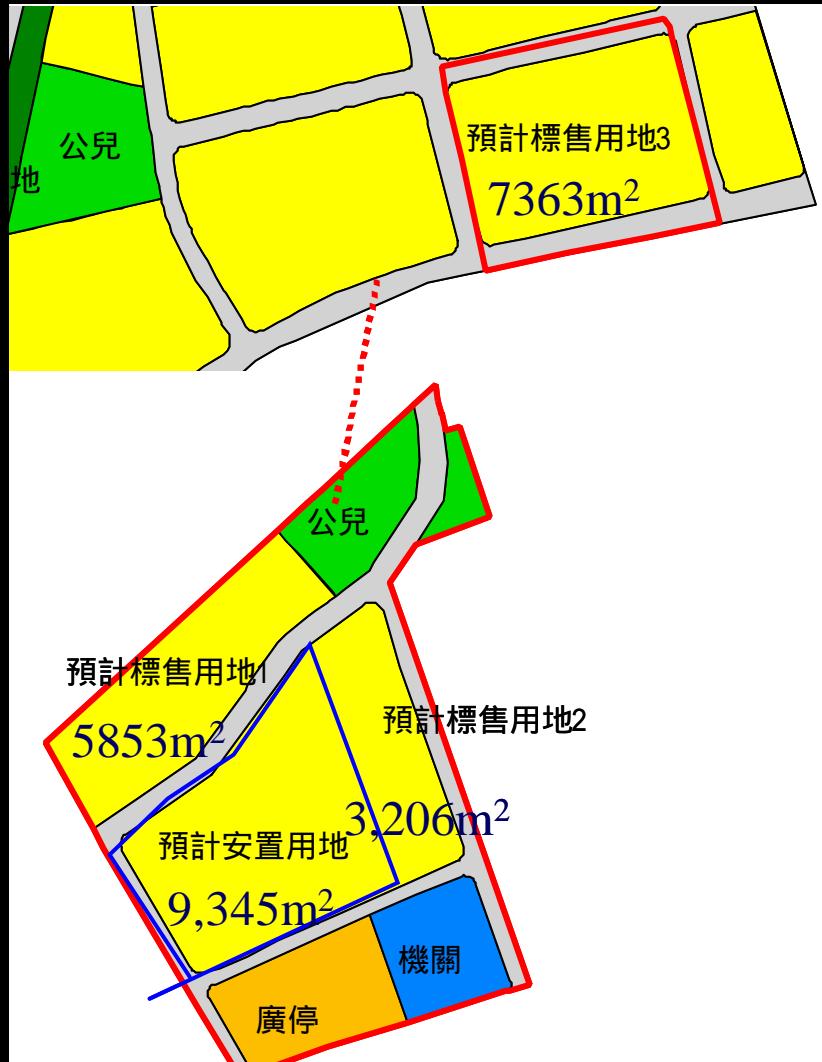 公兒
地
預計標售用地3
7363m²
公兒
預計標售用地1
5853m²
預計標售用地2
3,206m²
預計安置用地
9,345m²
機關
廣停